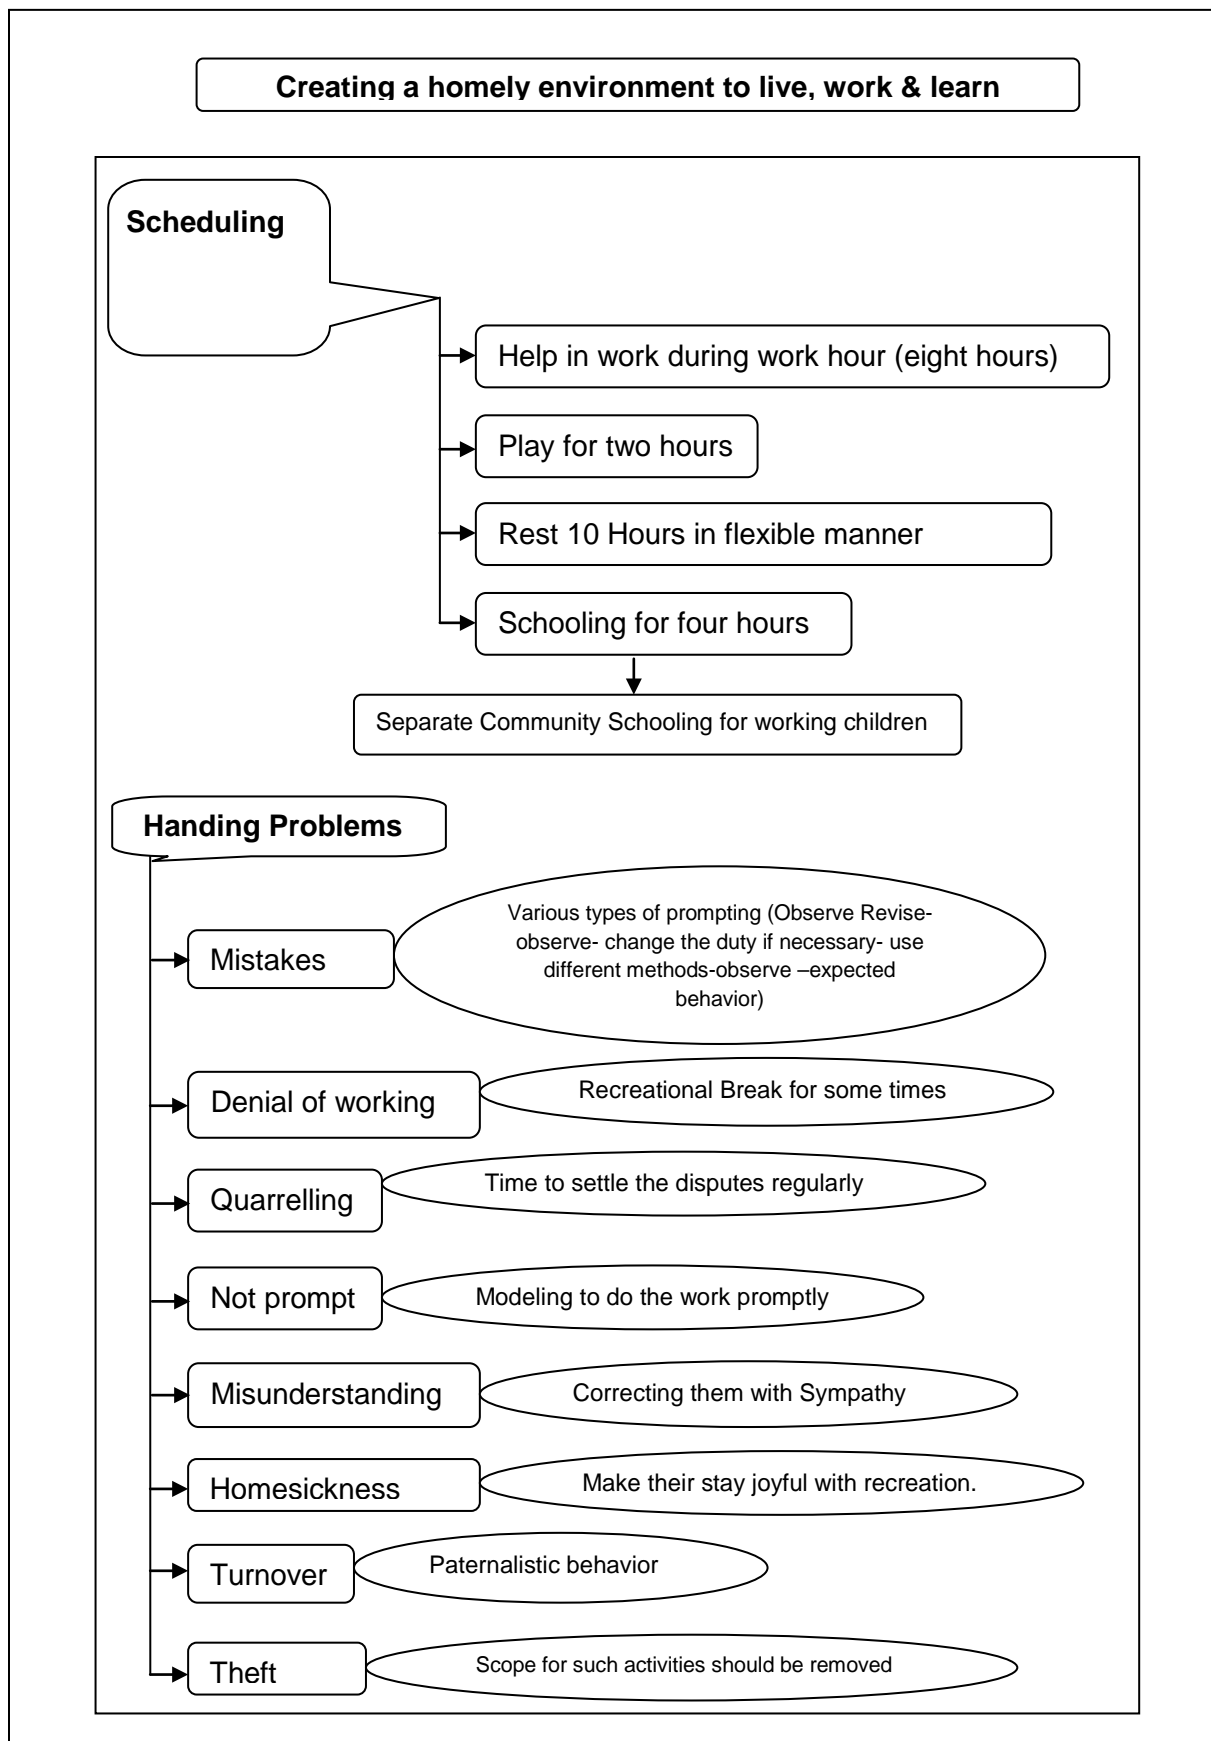 Creating a homely environment to live, work & learn
Scheduling
Help in work during work hour (eight hours)
Play for two hours
Rest 10 Hours in flexible manner
Schooling for four hours
Separate Community Schooling for working children
Handing Problems
Mistakes
Various types of prompting (Observe Revise-
observe- change the duty if necessary- use
different methods-observe –expected
behavior)
Denial of working
Recreational Break for some times
Quarrelling
Time to settle the disputes regularly
Not prompt
Modeling to do the work promptly
Misunderstanding
Correcting them with Sympathy
Homesickness
Make their stay joyful with recreation.
Turnover
Paternalistic behavior
Theft
Scope for such activities should be removed